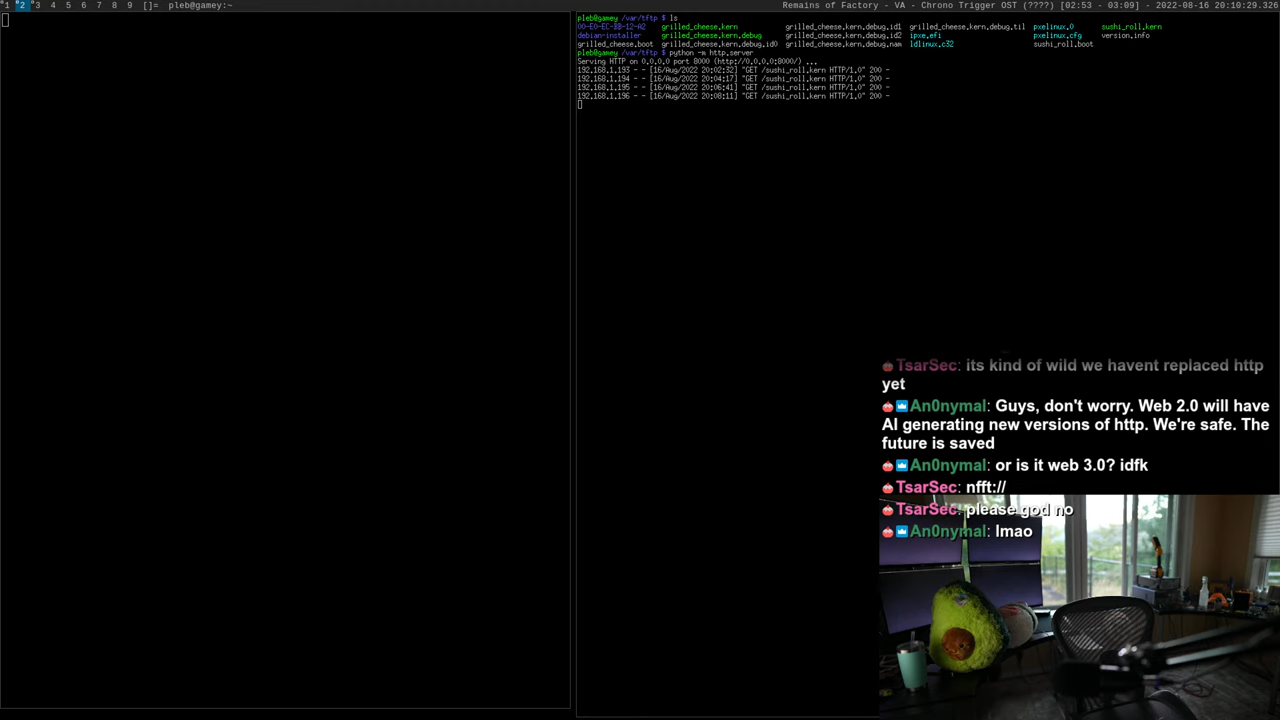 1 2 3 4 5 6 7 8 9 []= pleb@gamey:~ Remains of Factory - VA - Chrono Trigger OST (????) [02:53 - 03:09] - 2022-08-16 20:10:29.326
pleb@gamey /var/tftp $ ls
00-E0-EC-BB-12-A2 grilled_cheese.kern grilled_cheese.kern.debug.id1 grilled_cheese.kern.debug.til pxelinux.0 sushi_roll.kern
debian-installer grilled_cheese.kern.debug grilled_cheese.kern.debug.id2 ipxe.efi pxelinux.cfg version.info
grilled_cheese.boot grilled_cheese.kern.debug.id0 grilled_cheese.kern.debug.nam ldlinux.c32 sushi_roll.boot
pleb@gamey /var/tftp $ python -m http.server
Serving HTTP on 0.0.0.0 port 8000 (http://0.0.0.0:8000/) ...
192.168.1.193 - - [16/Aug/2022 20:02:32] "GET /sushi_roll.kern HTTP/1.0" 200 -
192.168.1.194 - - [16/Aug/2022 20:04:17] "GET /sushi_roll.kern HTTP/1.0" 200 -
192.168.1.195 - - [16/Aug/2022 20:06:41] "GET /sushi_roll.kern HTTP/1.0" 200 -
192.168.1.196 - - [16/Aug/2022 20:08:11] "GET /sushi_roll.kern HTTP/1.0" 200 -
TsarSec: its kind of wild we havent replaced http
yet
An0nymal: Guys, don't worry. Web 2.0 will have
AI generating new versions of http. We're safe. The
future is saved
An0nymal: or is it web 3.0? idfk
TsarSec: nfft://
TsarSec: please god no
An0nymal: lmao